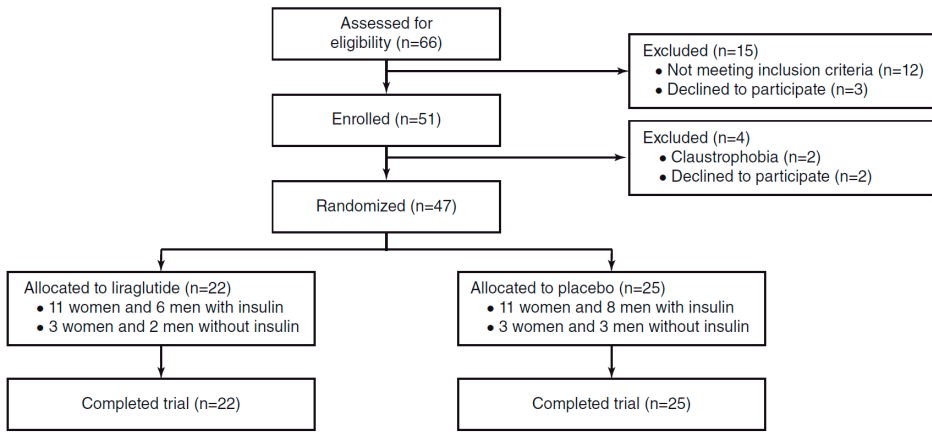 Assessed for
eligibility (n=66)
Excluded (n=15)
• Not meeting inclusion criteria (n=12)
• Declined to participate (n=3)
Enrolled (n=51)
Excluded (n=4)
• Claustrophobia (n=2)
• Declined to participate (n=2)
Randomized (n=47)
Allocated to liraglutide (n=22)
• 11 women and 6 men with insulin
• 3 women and 2 men without insulin
Allocated to placebo (n=25)
• 11 women and 8 men with insulin
• 3 women and 3 men without insulin
Completed trial (n=22)
Completed trial (n=25)